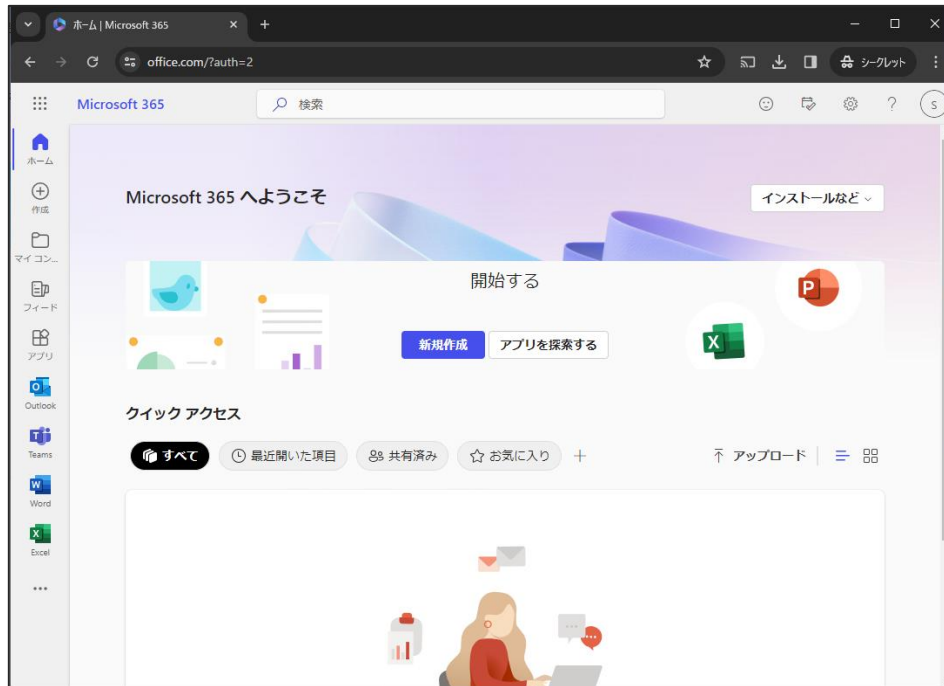 ホーム | Microsoft 365
office.com/?auth=2
シークレット
Microsoft 365
検索
S
ホーム
作成
マイ コン...
フィード
アプリ
Outlook
Teams
Word
Excel
Microsoft 365 へようこそ
インストールなど
開始する
新規作成
アプリを探索する
クイック アクセス
すべて
最近開いた項目
共有済み
お気に入り
アップロード